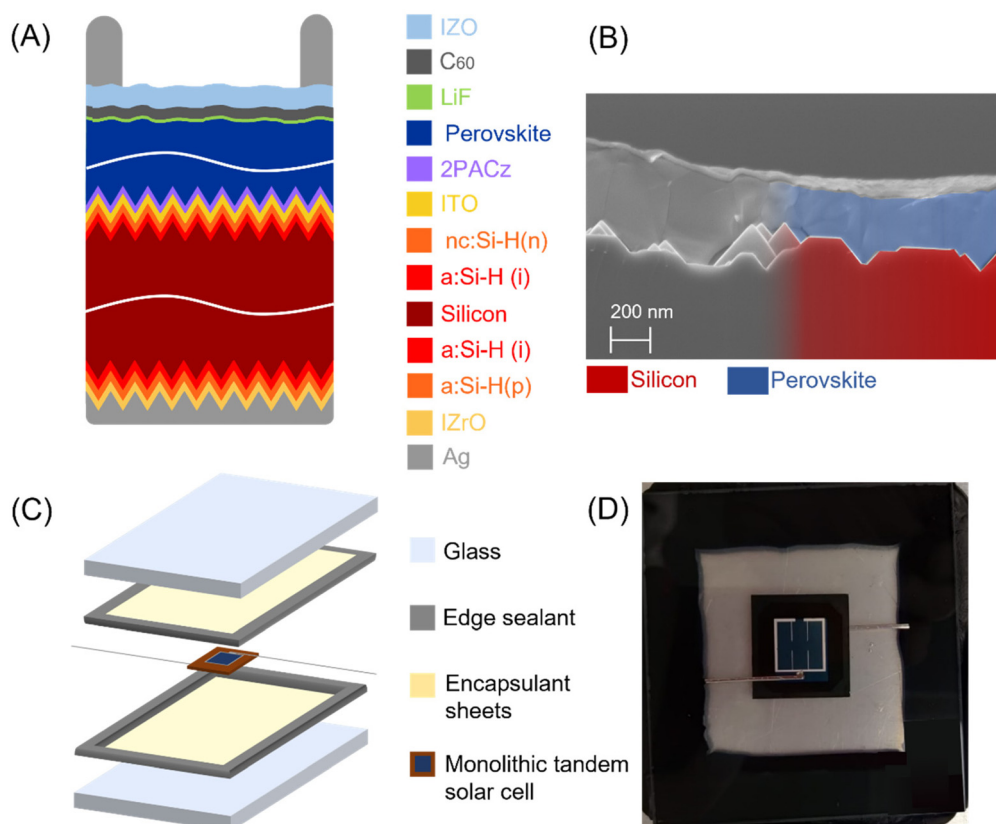 (A)
IZO
C60
LiF
Perovskite
2PACz
ITO
nc:Si-H(n)
a:Si-H (i)
Silicon
a:Si-H (i)
a:Si-H(p)
IZrO
Ag
(B)
200 nm
Silicon
Perovskite
(C)
Glass
Edge sealant
Encapsulant
sheets
Monolithic tandem
solar cell
(D)